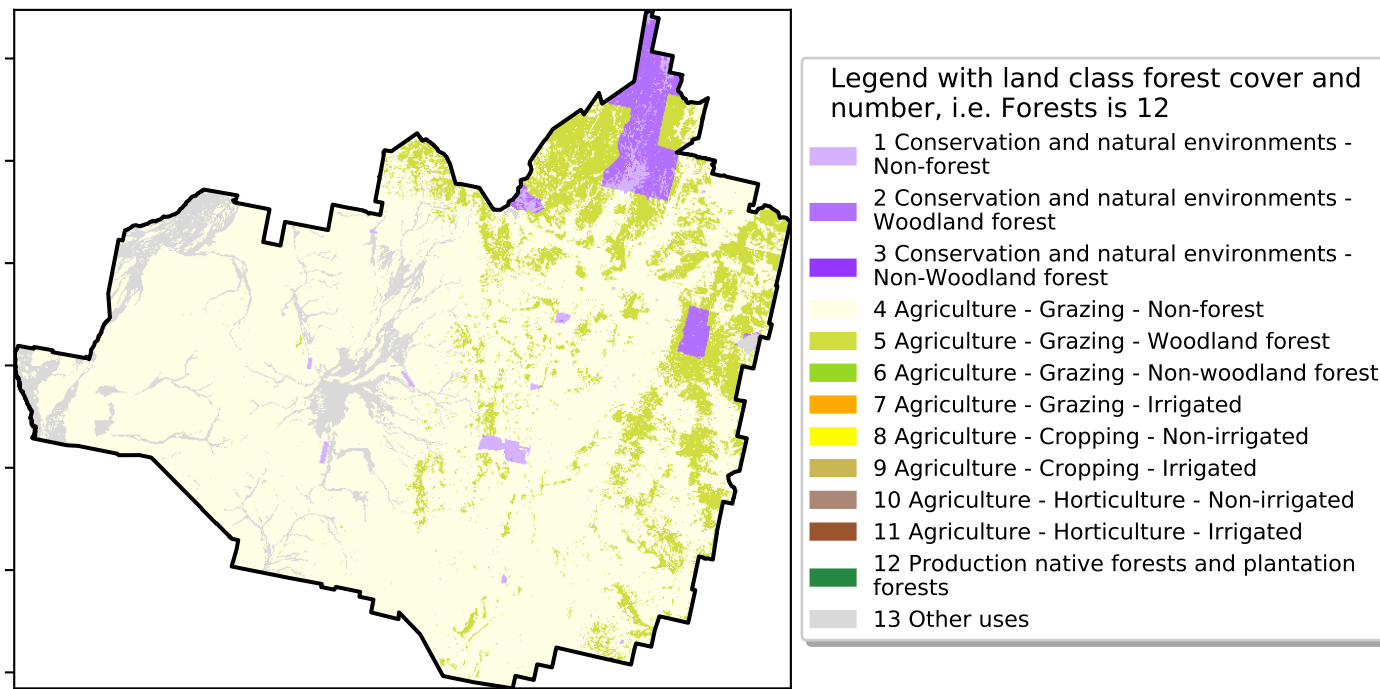 Legend with land class forest cover and
number, i.e. Forests is 12
1 Conservation and natural environments -
Non-forest
2 Conservation and natural environments -
Woodland forest
3 Conservation and natural environments -
Non-Woodland forest
4 Agriculture - Grazing - Non-forest
5 Agriculture - Grazing - Woodland forest
6 Agriculture - Grazing - Non-woodland forest
7 Agriculture - Grazing - Irrigated
8 Agriculture - Cropping - Non-irrigated
9 Agriculture - Cropping - Irrigated
10 Agriculture - Horticulture - Non-irrigated
11 Agriculture - Horticulture - Irrigated
12 Production native forests and plantation
forests
13 Other uses